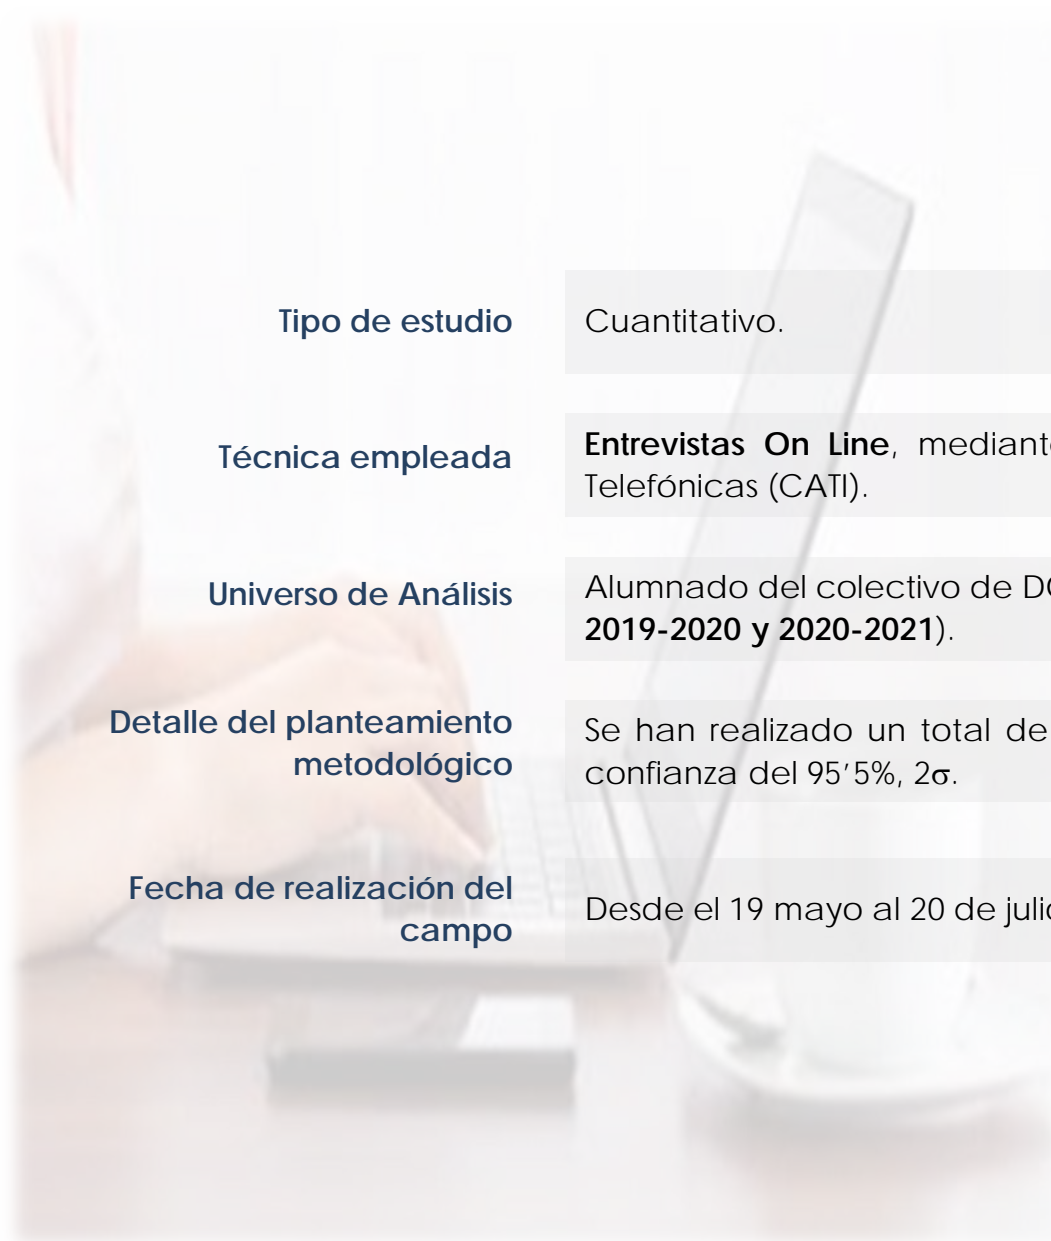 Tipo de estudio
Cuantitativo.
Técnica empleada
Entrevistas On Line, mediante
Telefónicas (CATI).
Universo de Análisis
Alumnado del colectivo de
2019-2020 y 2020-2021).
Detalle del planteamiento
metodológico
Se han realizado un total de
confianza del 95'5%, 2σ.
Fecha de realización del
campo
Desde el 19 mayo al 20 de julio